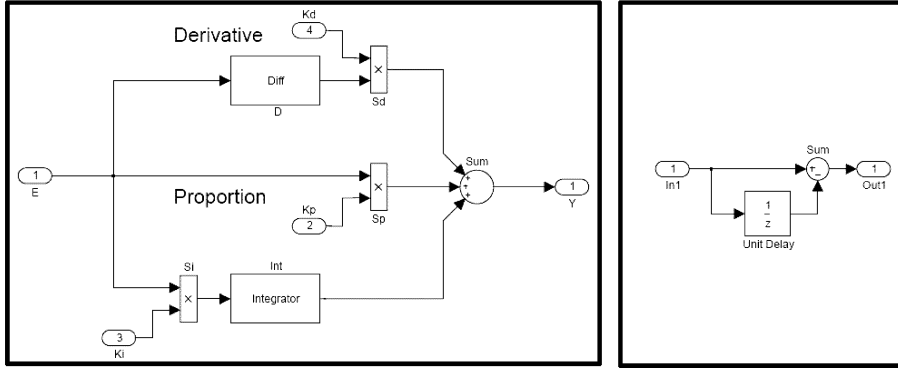 Derivative
Kd
4
Diff
D
×
Sd
1
E
Proportion
Kp
2
×
Sp
Sum
+
+
+
1
Y
Si
×
3
Ki
Int
Integrator
1
In1
1
z
Unit Delay
Sum
+
−
1
Out1